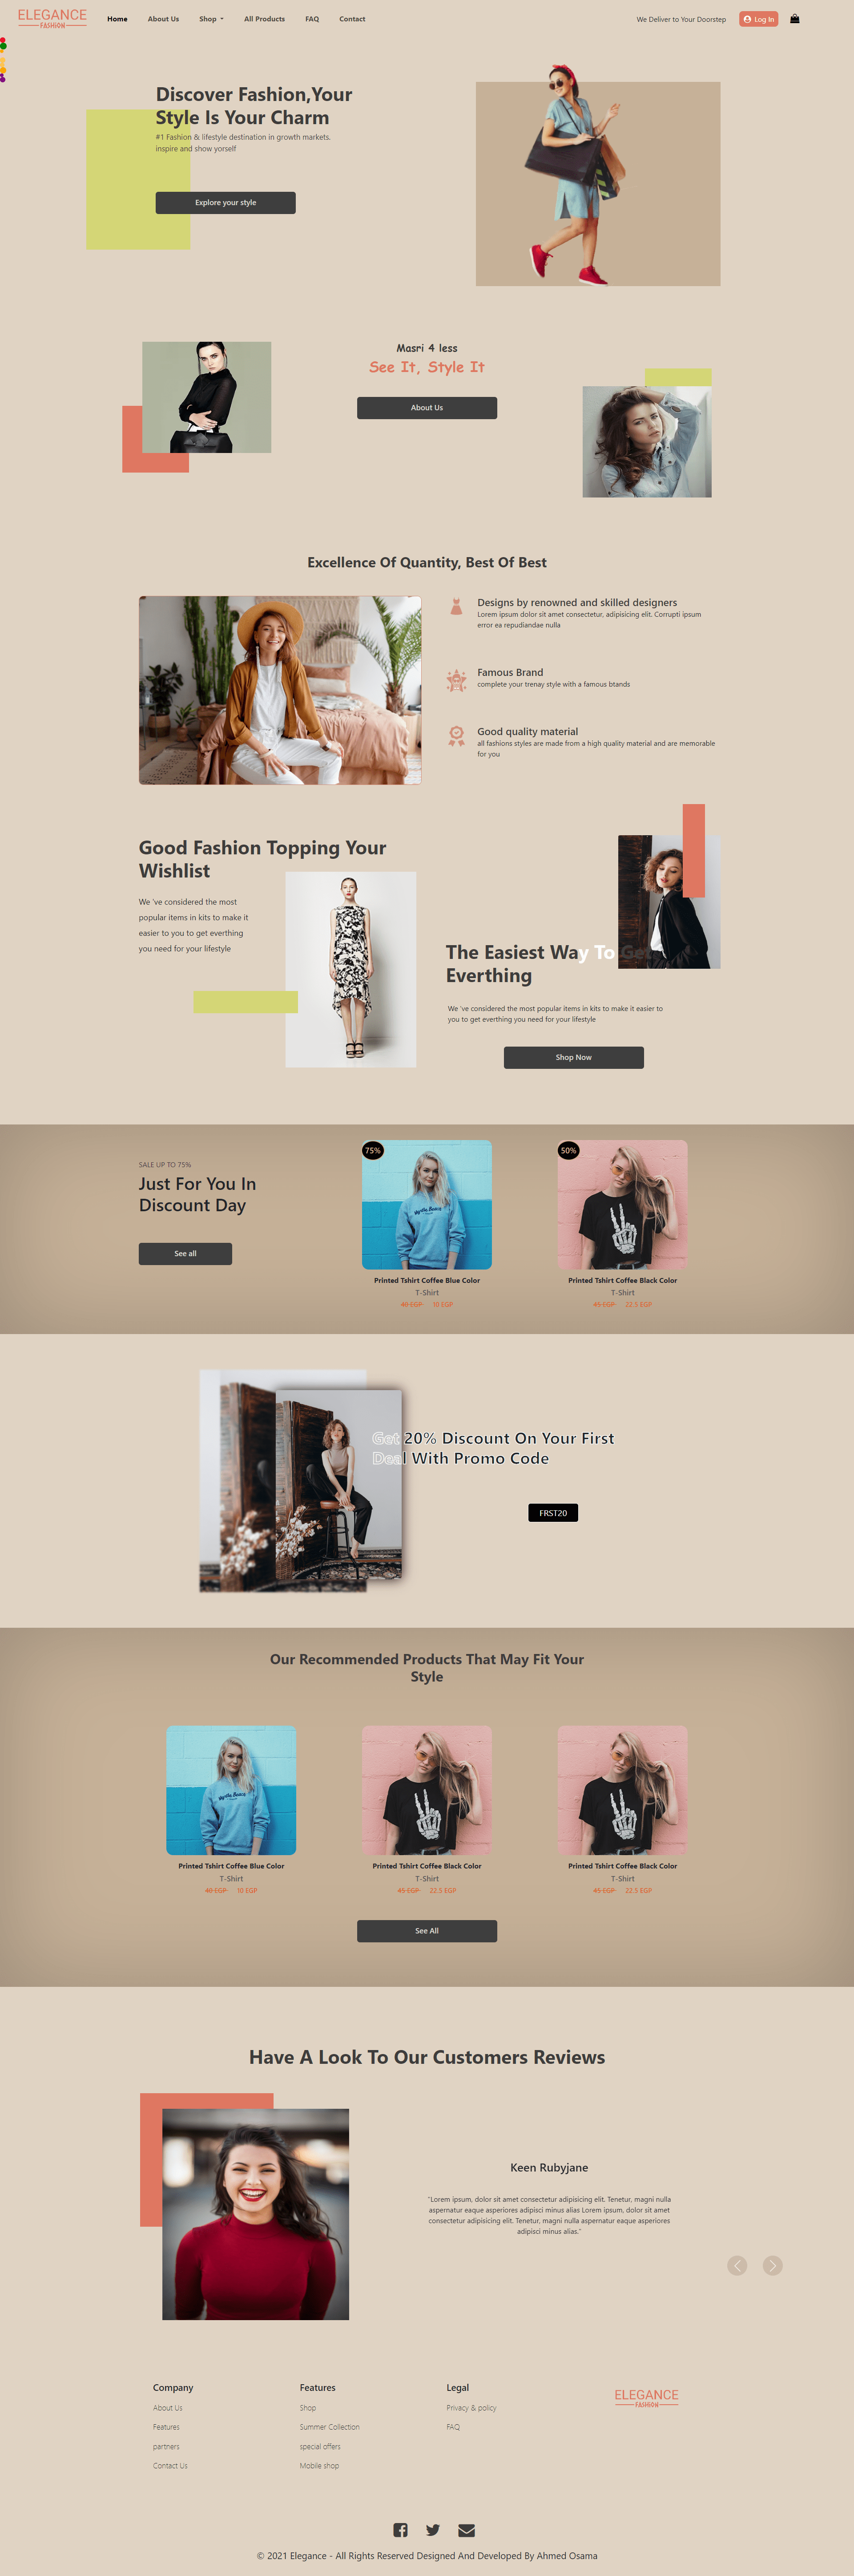 ELEGANCE
FASHION
Home
About Us
Shop
All Products
FAQ
Contact
We Deliver to Your Doorstep
Log In
Discover Fashion,Your
Style Is Your Charm
#1 Fashion & lifestyle destination in growth markets.
inspire and show yorself
Explore your style
Masri 4 less
See It, Style It
About Us
Excellence Of Quantity, Best Of Best
Designs by renowned and skilled designers
Lorem ipsum dolor sit amet consectetur, adipisicing elit. Corrupti ipsum
error ea repudiandae nulla
Famous Brand
complete your trenay style with a famous btands
Good quality material
all fashions styles are made from a high quality material and are memorable
for you
Good Fashion Topping Your
Wishlist
We 've considered the most
popular items in kits to make it
easier to you to get everthing
you need for your lifestyle
The Easiest Way To Get
Everthing
We 've considered the most popular items in kits to make it easier to
you to get everthing you need for your lifestyle
Shop Now
SALE UP TO 75%
Just For You In
Discount Day
See all
75%
Printed Tshirt Coffee Blue Color
T-Shirt
40 EGP 10 EGP
50%
Printed Tshirt Coffee Black Color
T-Shirt
45 EGP 22.5 EGP
Get 20% Discount On Your First
Deal With Promo Code
FRST20
Our Recommended Products That May Fit Your
Style
Printed Tshirt Coffee Blue Color
T-Shirt
40 EGP 10 EGP
Printed Tshirt Coffee Black Color
T-Shirt
45 EGP 22.5 EGP
Printed Tshirt Coffee Black Color
T-Shirt
45 EGP 22.5 EGP
See All
Have A Look To Our Customers Reviews
Keen Rubyjane
"Lorem ipsum, dolor sit amet consectetur adipisicing elit. Tenetur, magni nulla
aspernatur eaque asperiores adipisci minus alias Lorem ipsum, dolor sit amet
consectetur adipisicing elit. Tenetur, magni nulla aspernatur eaque asperiores
adipisci minus alias."
Company
About Us
Features
partners
Contact Us
Features
Shop
Summer Collection
special offers
Mobile shop
Legal
Privacy & policy
FAQ
ELEGANCE
FASHION
© 2021 Elegance - All Rights Reserved Designed And Developed By Ahmed Osama